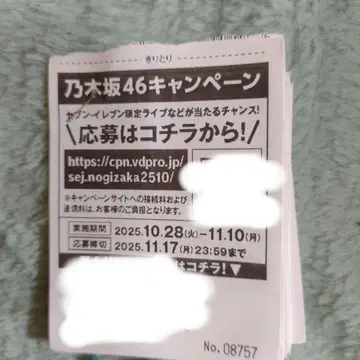 きりとり
乃木坂46キャンペーン
セブン-イレブン限定ライブなどが当たるチャンス!
\応募はコチラから!/
https://cpn.vdpro.jp/
sej.nogizaka2510/
※キャンペーンサイトへの接続料および
送信料は、お客様のご負担となります。
実施期間 2025.10.28(火)-11.10(月)
応募締切 2025.11.17(月)23:59まで
はコチラ!▼
No.08757